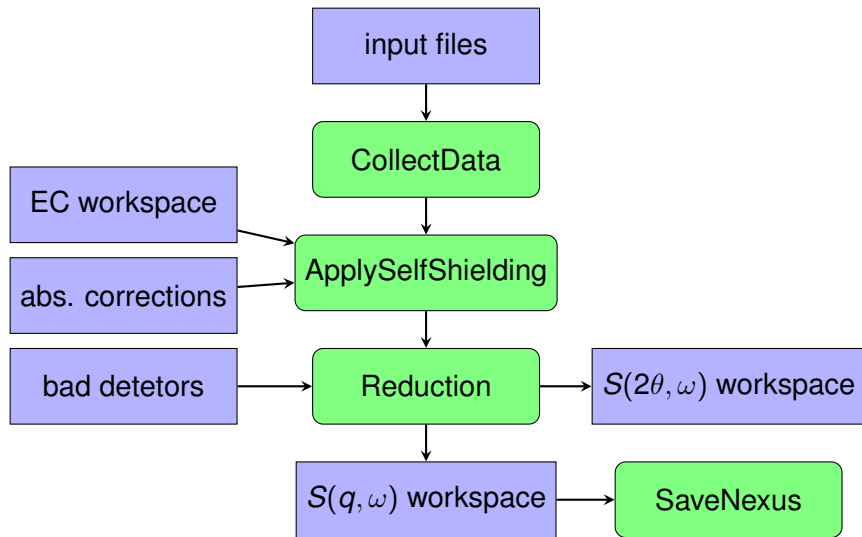 input files
CollectData
EC workspace
ApplySelfShielding
abs. corrections
bad detetors
Reduction
S(2θ, ω) workspace
S(q, ω) workspace
SaveNexus